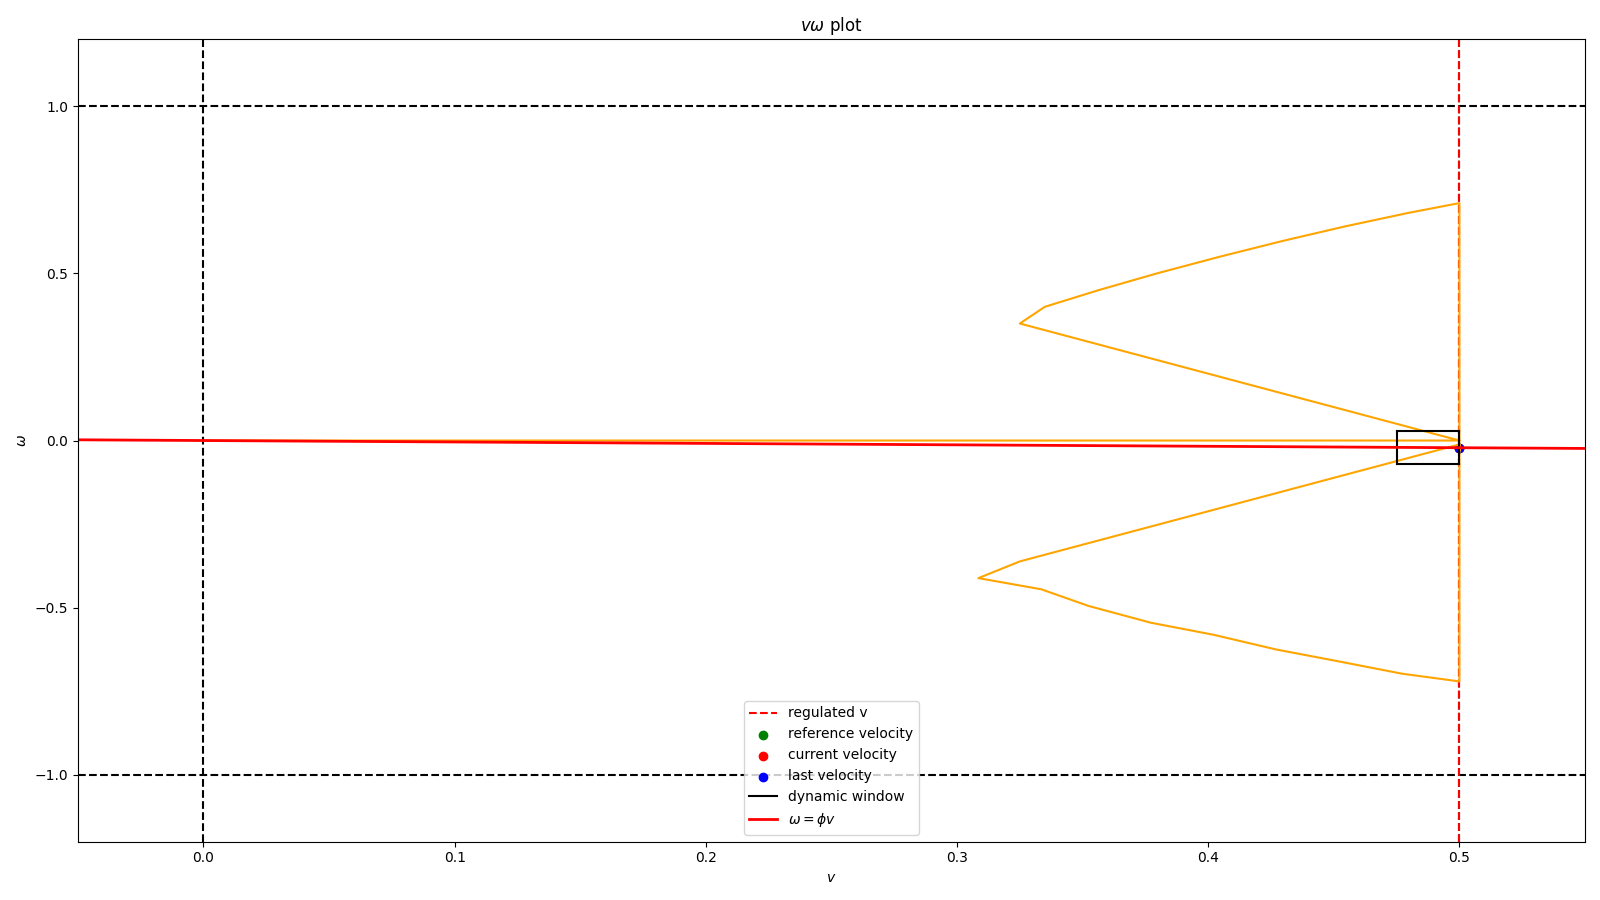 vω plot
ω
1.0
0.5
0.0
−0.5
−1.0
regulated v
reference velocity
current velocity
last velocity
dynamic window
ω = ϕv
0.0 0.1 0.2 0.3 0.4 0.5
v